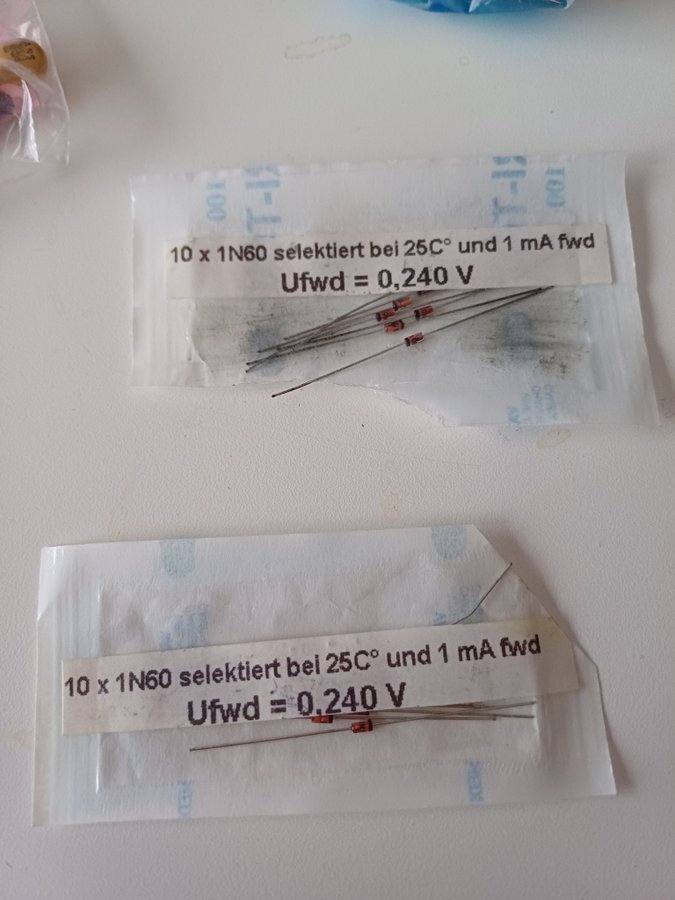 100
10 x 1N60 selektiert bei 25C° und 1 mA fwd
Ufwd = 0,240 V
10 x 1N60 selektiert bei 25C° und 1 mA fwd
Ufwd = 0,240 V